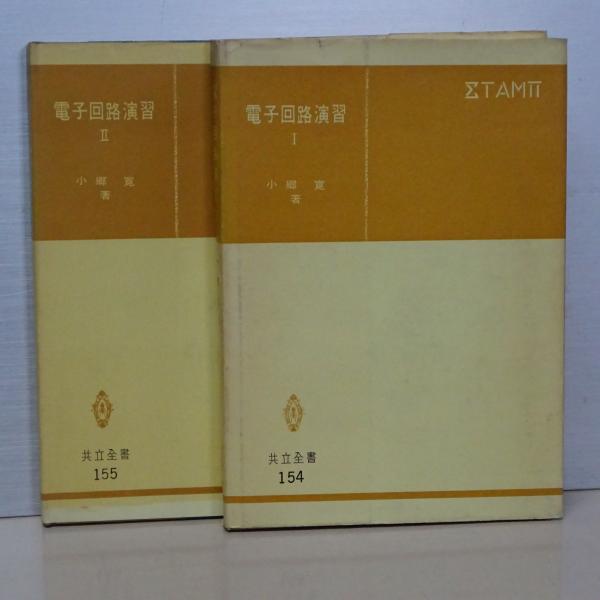 電子回路演習
II
小郷 寛
著
共立全書
155
電子回路演習
I
小郷 寛
著
共立全書
154
ΣTAMπ